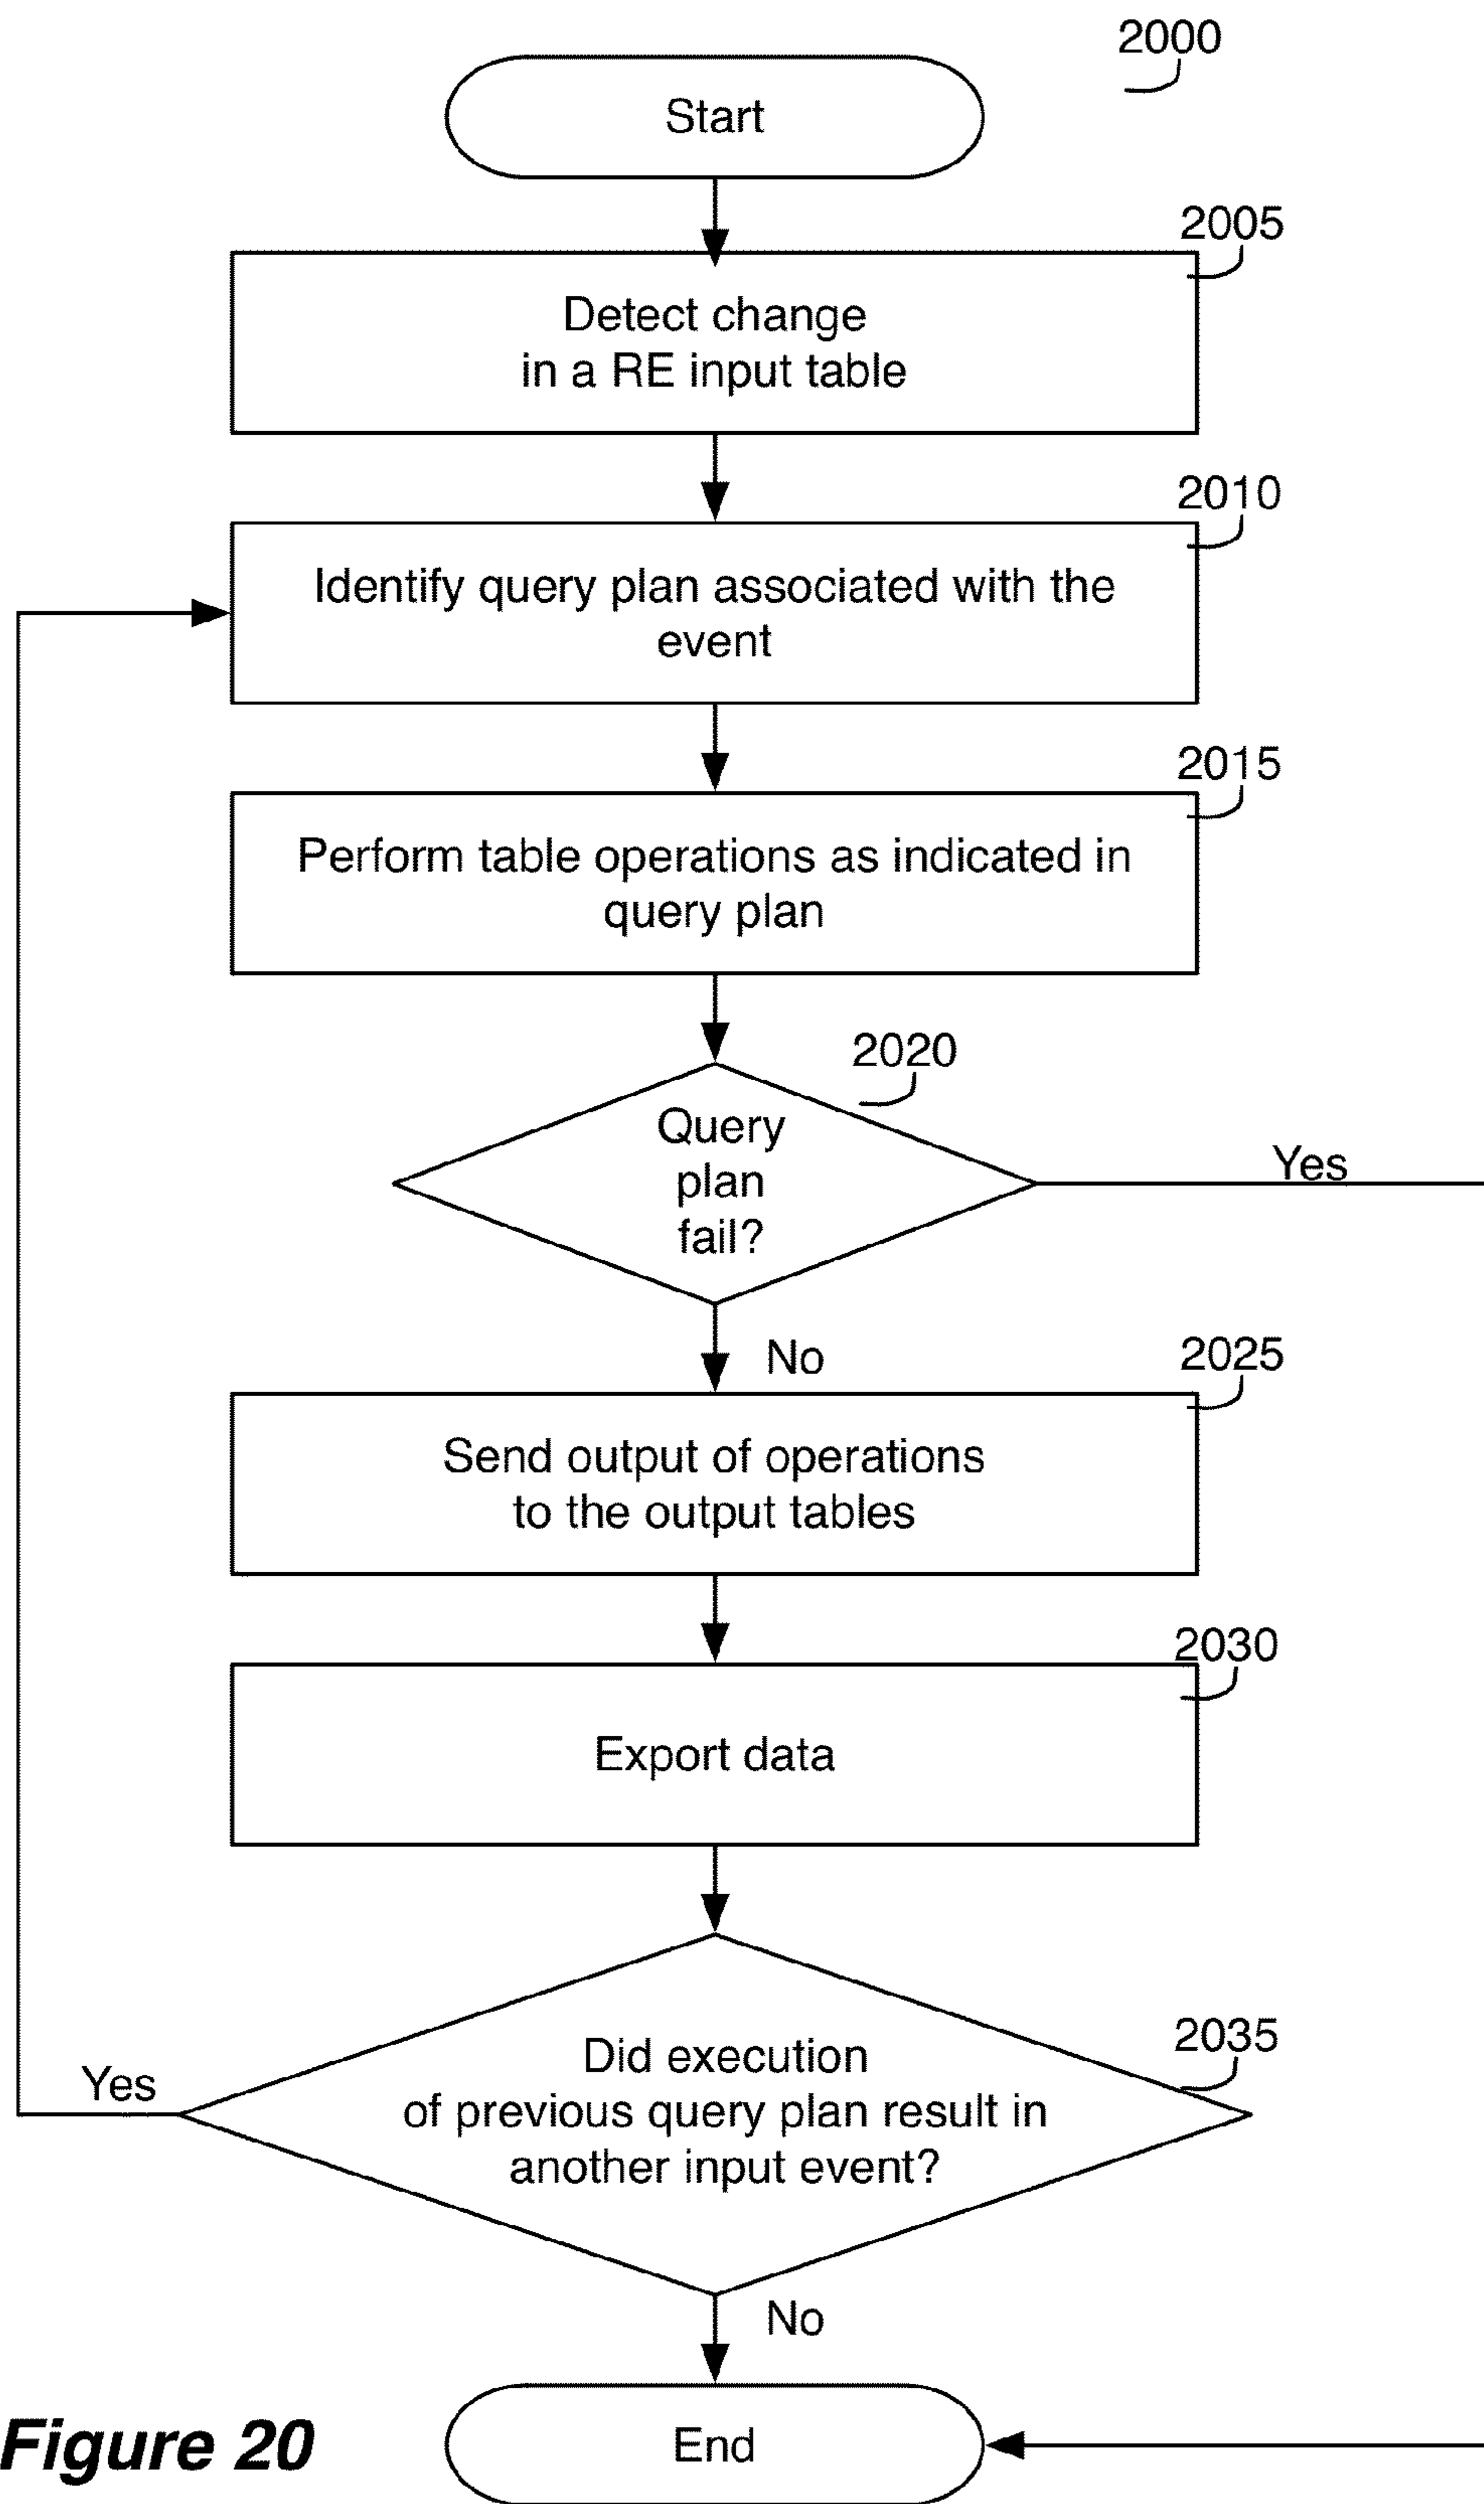 2000
Start
2005
Detect change
in a RE input table
2010
Identify query plan associated with the
event
2015
Perform table operations as indicated in
query plan
2020
Query
plan
fail?
Yes
No
2025
Send output of operations
to the output tables
2030
Export data
2035
Did execution
of previous query plan result in
another input event?
Yes
No
End
Figure 20